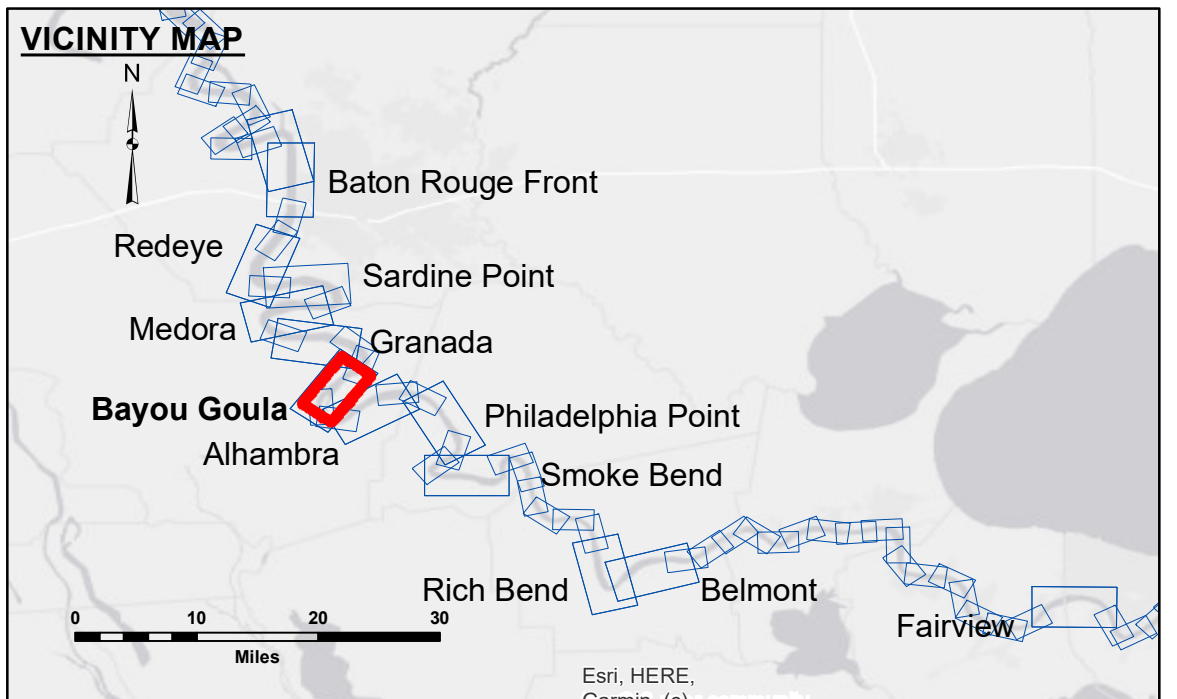 VICINITY MAP
N
Baton Rouge Front
Redeye
Sardine Point
Medora
Granada
Bayou Goula
Philadelphia Point
Alhambra
Smoke Bend
Rich Bend
Belmont
Fairview
0 10 20 30
Miles
Esri, HERE,
Garmin, (c)